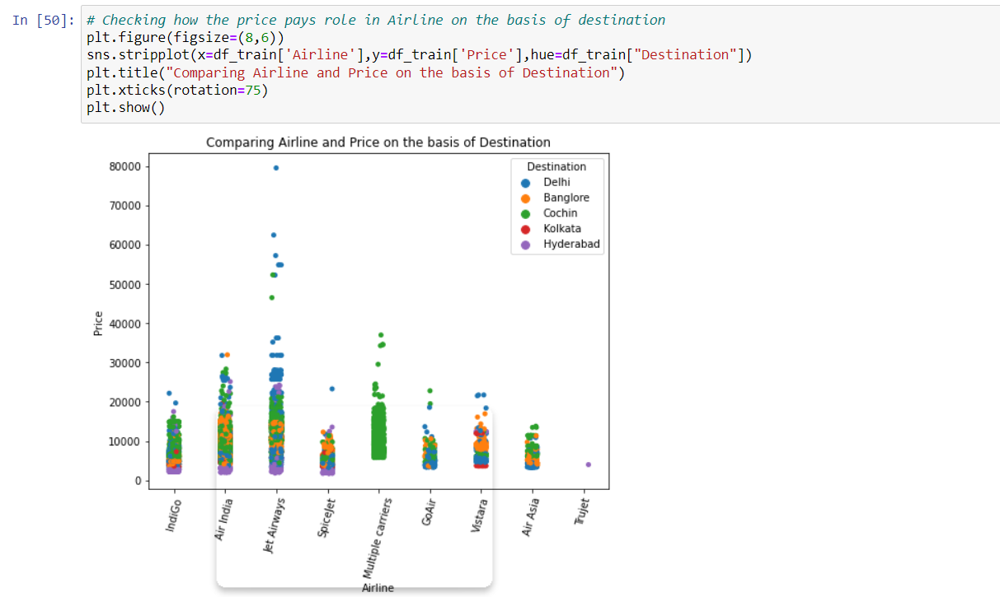 In [50]: # Checking how the price pays role in Airline on the basis of destination
plt.figure(figsize=(8,6))
sns.stripplot(x=df_train['Airline'],y=df_train['Price'],hue=df_train["Destination"])
plt.title("Comparing Airline and Price on the basis of Destination")
plt.xticks(rotation=75)
plt.show()
Comparing Airline and Price on the basis of Destination
Destination
Delhi
Banglore
Cochin
Kolkata
Hyderabad
Price
80000
70000
60000
50000
40000
30000
20000
10000
0
IndiGo
Air India
Jet Airways
SpiceJet
Multiple carriers
GoAir
Vistara
Air Asia
Trujet
Airline